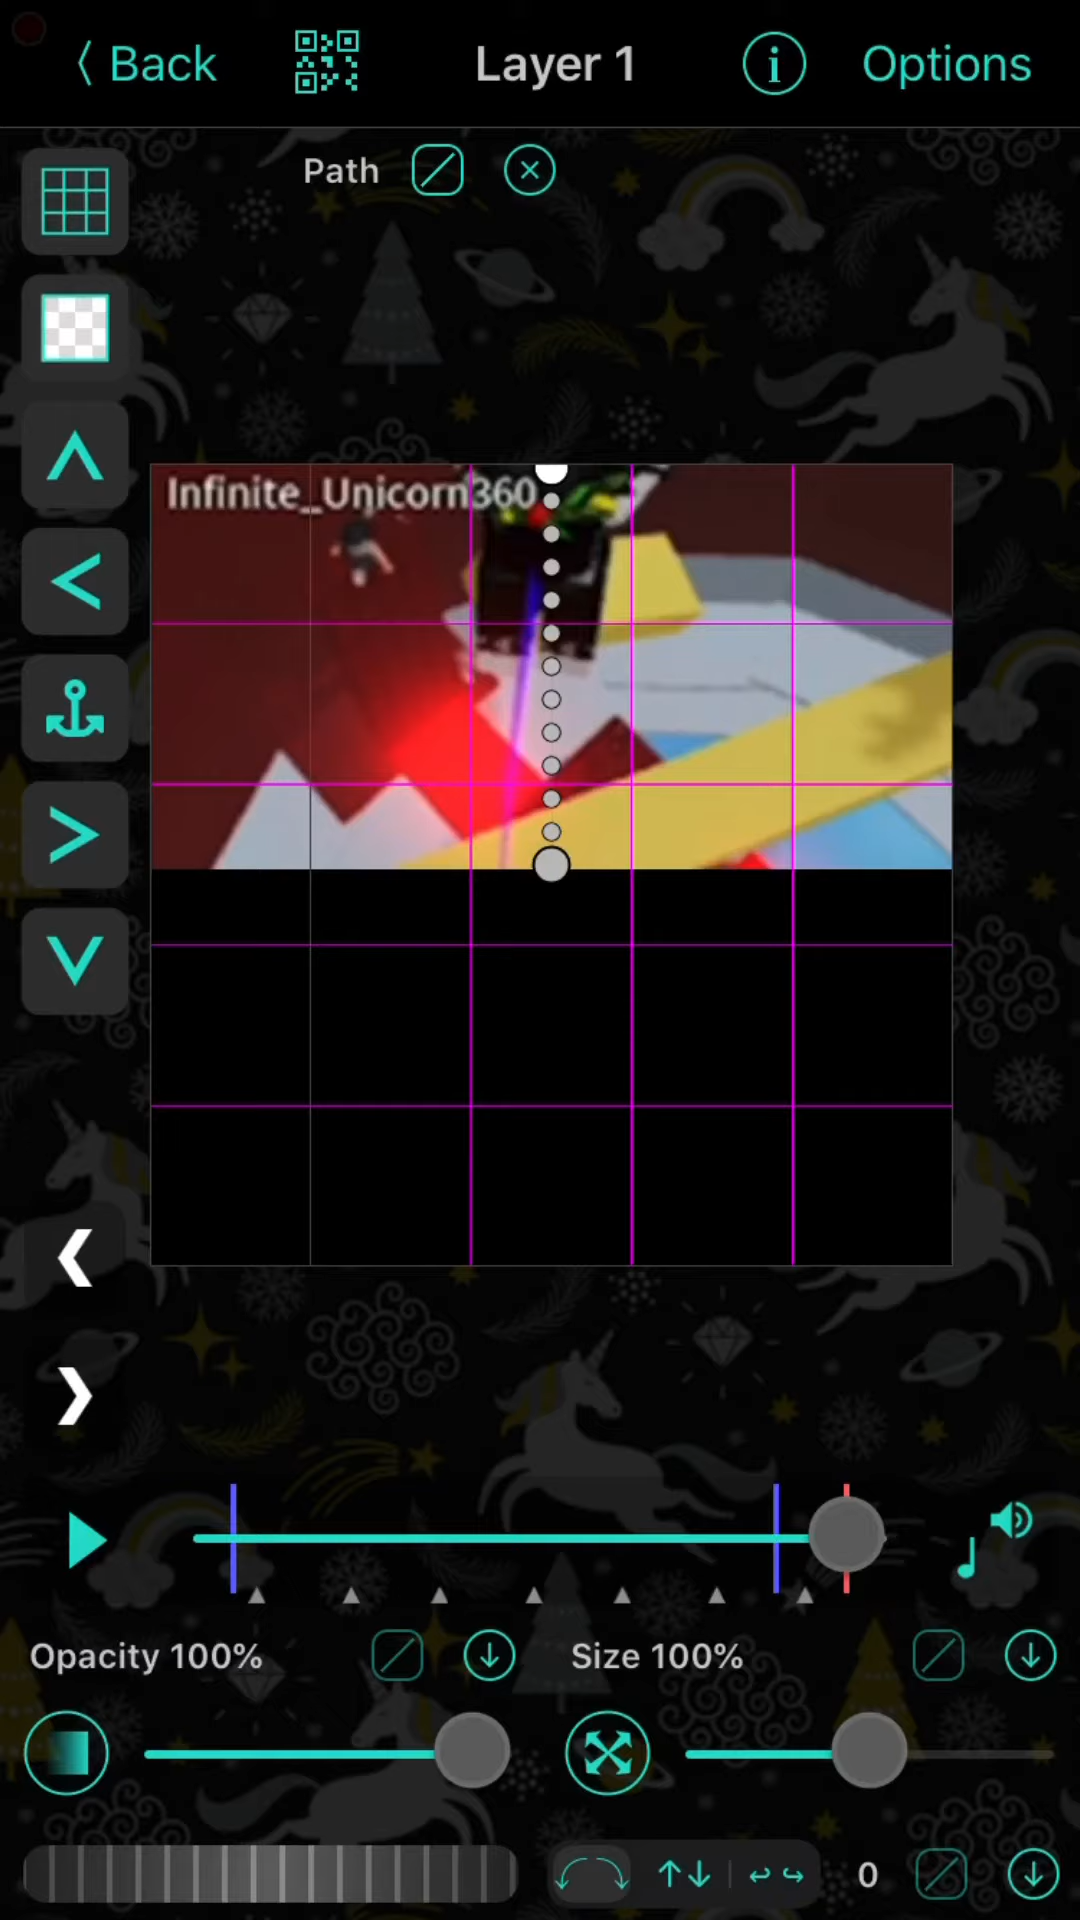 Back
Layer 1
Options
Path
Infinite_Unicorn360
Opacity 100%
Size 100%
0